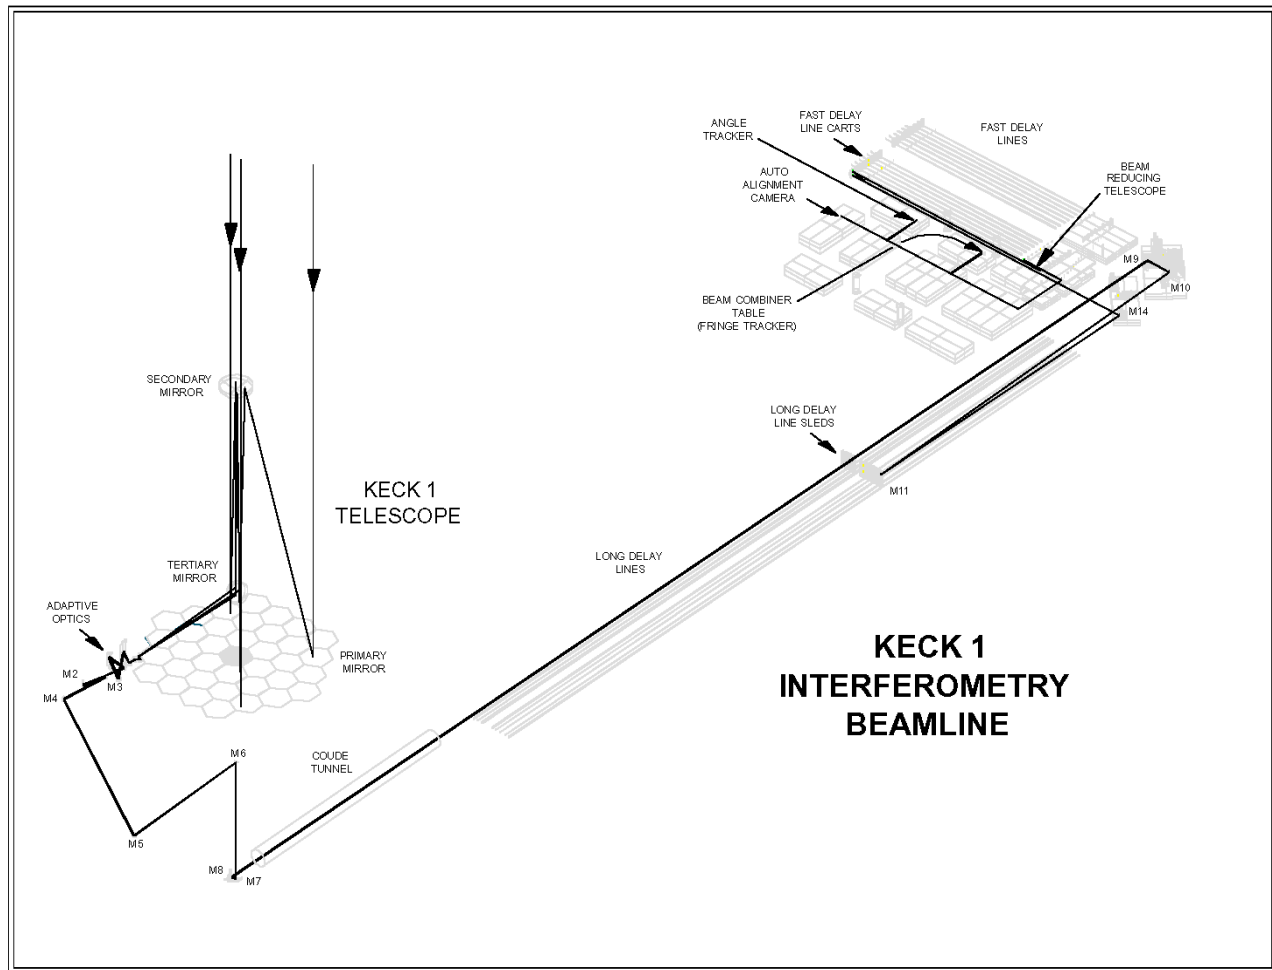 FAST DELAY
LINE CARTS
ANGLE
TRACKER
FAST DELAY
LINES
AUTO
ALIGNMENT
CAMERA
BEAM
REDUCING
TELESCOPE
M9
M10
M14
BEAM COMBINER
TABLE
(FRINGE TRACKER)
SECONDARY
MIRROR
LONG DELAY
LINE SLEDS
M11
KECK 1
TELESCOPE
TERTIARY
MIRROR
LONG DELAY
LINES
ADAPTIVE
OPTICS
PRIMARY
MIRROR
M2
M3
M4
KECK 1
INTERFEROMETRY
BEAMLINE
M6
COUDE
TUNNEL
M5
M8
M7